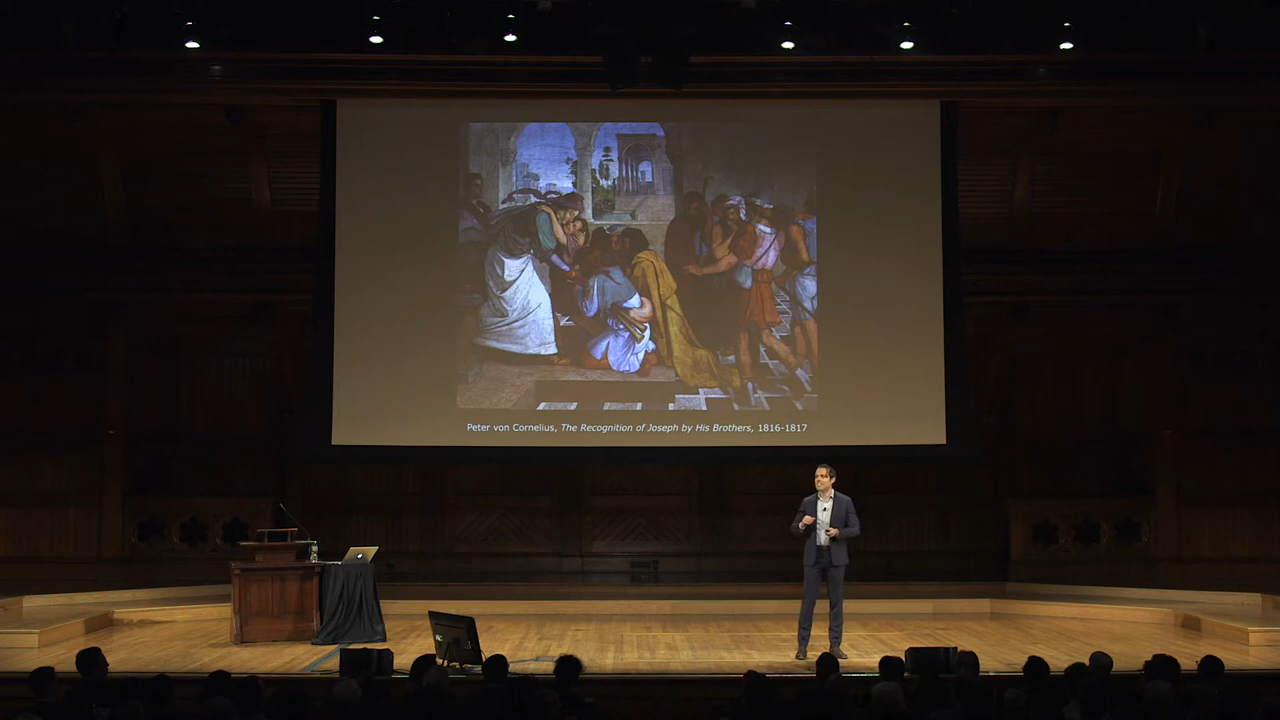 Peter von Cornelius, The Recognition of Joseph by His Brothers, 1816-1817